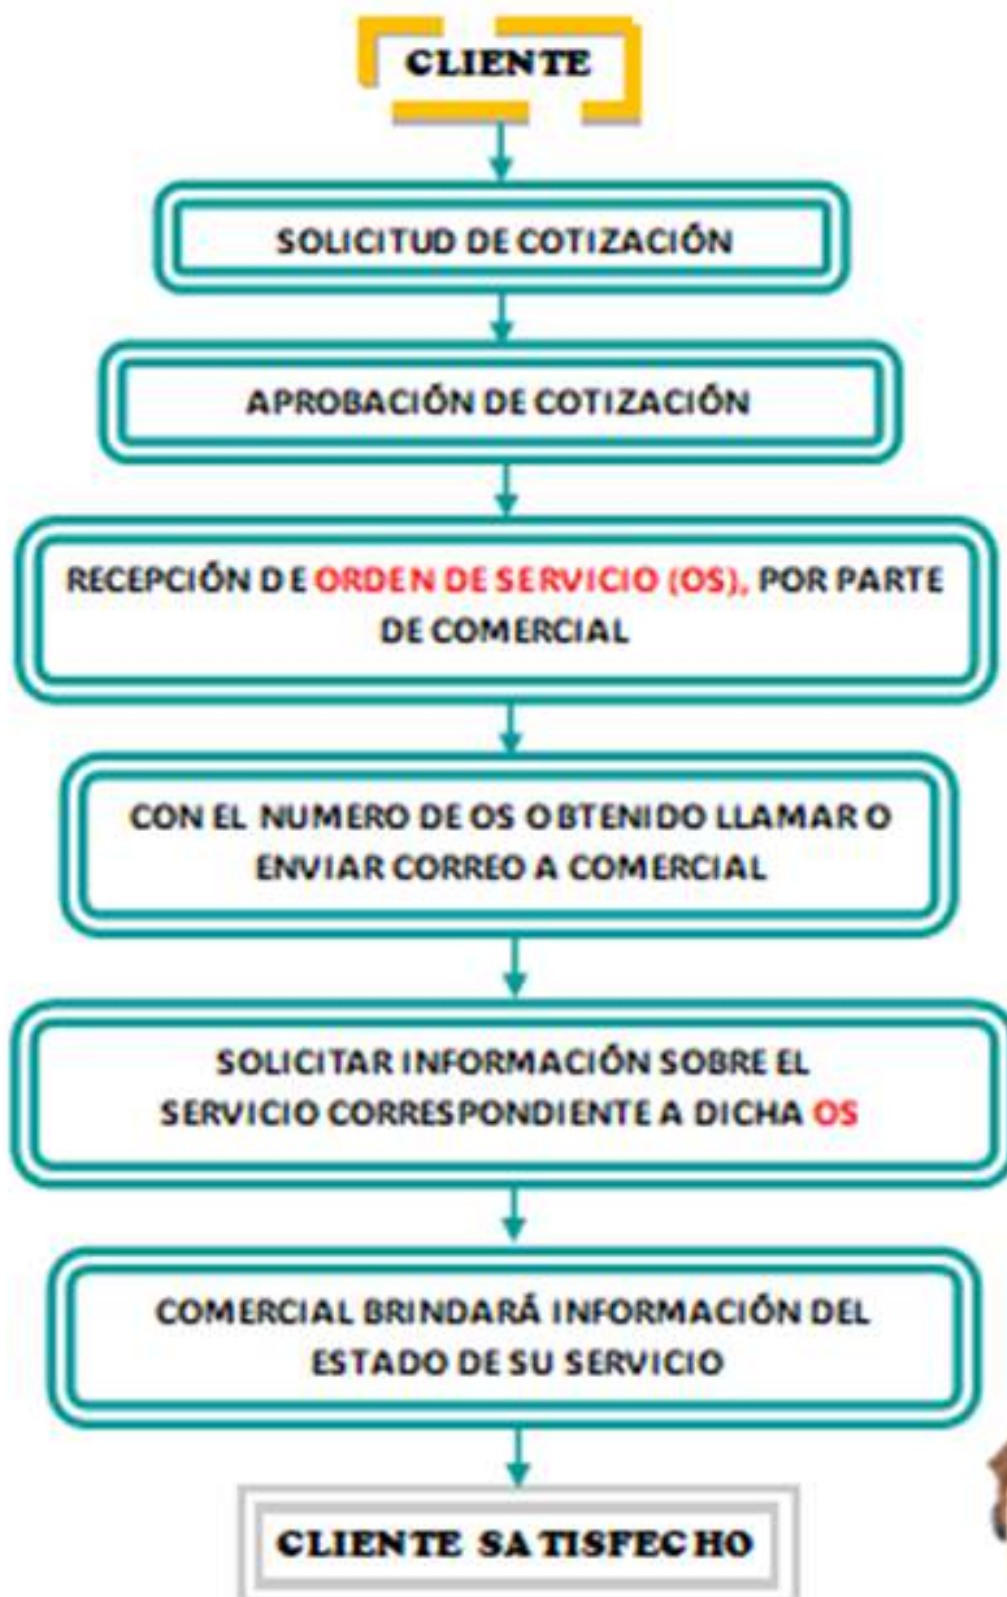 CLIENTE
SOLICITUD DE COTIZACIÓN
APROBACIÓN DE COTIZACIÓN
RECEPCIÓN DE ORDEN DE SERVICIO (OS), POR PARTE
DE COMERCIAL
CON EL NUMERO DE OS OBTENIDO LLAMAR O
ENVIAR CORREO A COMERCIAL
SOLICITAR INFORMACIÓN SOBRE EL
SERVICIO CORRESPONDIENTE A DICHA OS
COMERCIAL BRINDARÁ INFORMACIÓN DEL
ESTADO DE SU SERVICIO
CLIENTE SATISFECHO